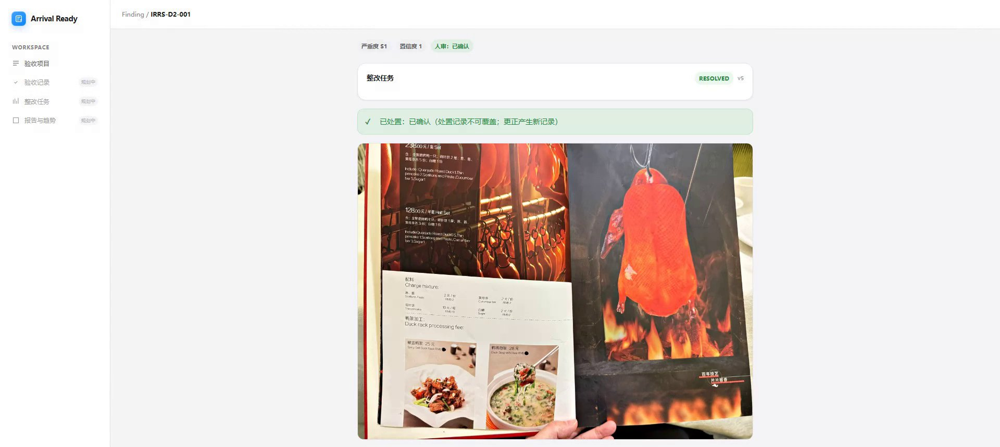 Arrival Ready
Finding / IRRS-D2-001
WORKSPACE
验收项目
验收记录 规划中
整改任务 规划中
报告与趋势 规划中
严重度 S1 置信度 1 人审：已确认
整改任务 RESOLVED v5
✓ 已处置：已确认（处置记录不可覆盖；更正产生新记录）
238.00元/套 Set
含：全聚德烤鸭一只；荷叶饼2屉；葱、酱、
黄瓜条各5份；白糖1份
Include: Quanjude Roast Duck1,Thin
pancake 2,Scallions and Paste ,Cucumber
bar 5,Sugar1
128.00元/半套 Half Set
含：全聚德烤鸭半只，荷叶饼1屉；葱、酱、
黄瓜条各3份；白糖1份
Include:Quanjude Roast Duck0.5,Thin
pancake 1,Scallions and Paste, Cucumber
bar 3,Sugar1
配料：
Charge mixture:
葱、酱 2元/份 黄瓜条 2元/份
Scallions, Paste RMB 2 Cucumber bar RMB 2
荷叶饼 10元/屉 白糖 2元/份
Thin pancake RMB 10 Sugar RMB 2
鸭架加工：
Duck rack processing fee:
椒盐鸭架 25元
Spicy Salt Duck Rack RMB
鸭汤泡饭 28元
Duck Soup with Rice RMB
百年技艺
片片留香